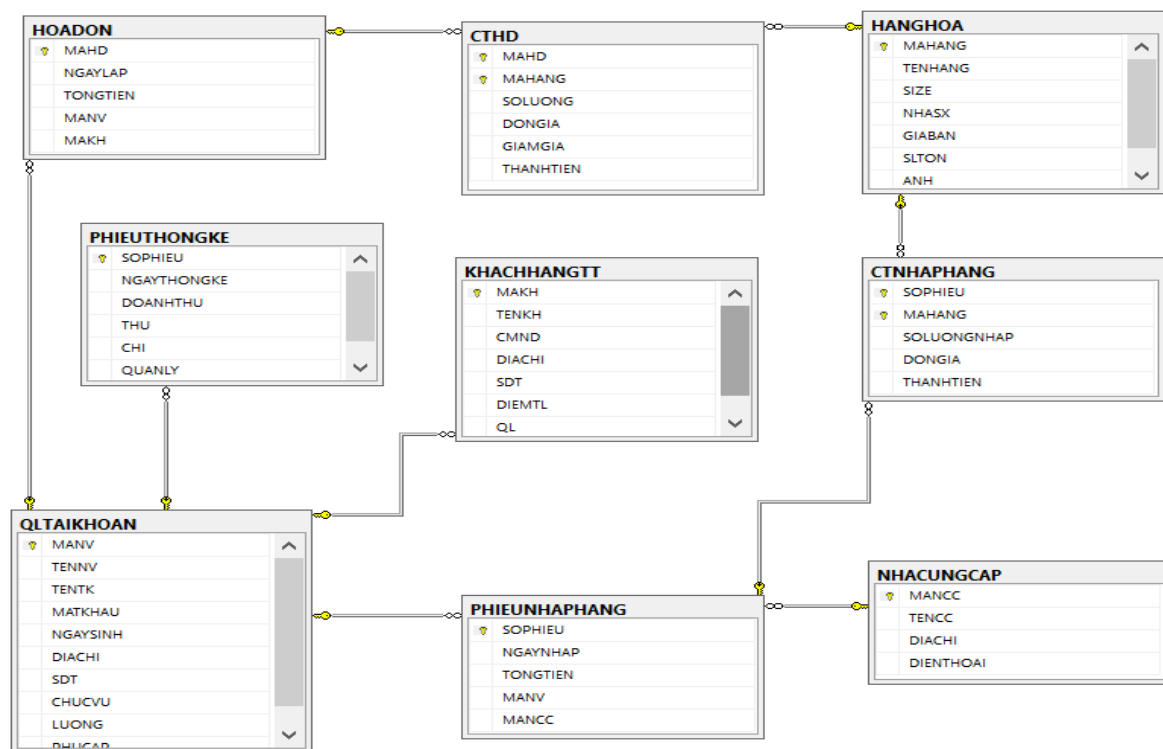 HOADON
MAHD
NGAYLAP
TONGTIEN
MANV
MAKH
CTHD
MAHD
MAHANG
SOLUONG
DONGIA
GIAMGIA
THANHTIEN
HANGHOA
MAHANG
TENHANG
SIZE
NHASX
GIABAN
SLTON
ANH
PHIEUTHONGKE
SOPHIEU
NGAYTHONGKE
DOANHTHU
THU
CHI
QUANLY
KHACHHANGTT
MAKH
TENKH
CMND
DIACHI
SDT
DIEMTL
QL
CTNHAPHANG
SOPHIEU
MAHANG
SOLUONGNHAP
DONGIA
THANHTIEN
QLTAIKHOAN
MANV
TENNV
TENTK
MATKHAU
NGAYSINH
DIACHI
SDT
CHUCVU
LUONG
PHUCAP
PHIEUNHAPHANG
SOPHIEU
NGAYNHAP
TONGTIEN
MANV
MANCC
NHACUNGCAP
MANCC
TENCC
DIACHI
DIENTHOAI